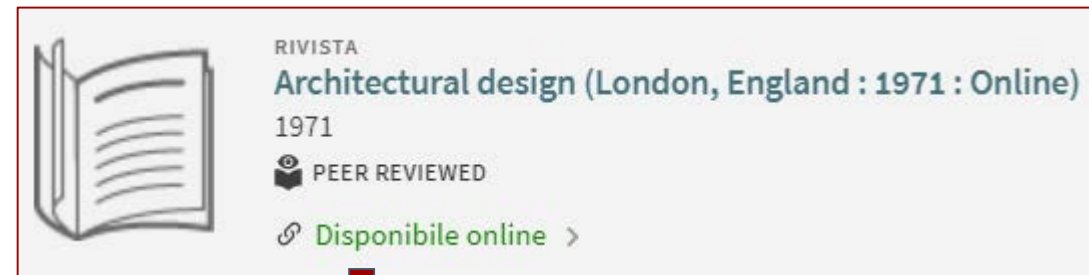 RIVISTA
Architectural design (London, England : 1971 : Online)
1971
PEER REVIEWED
Disponibile online >